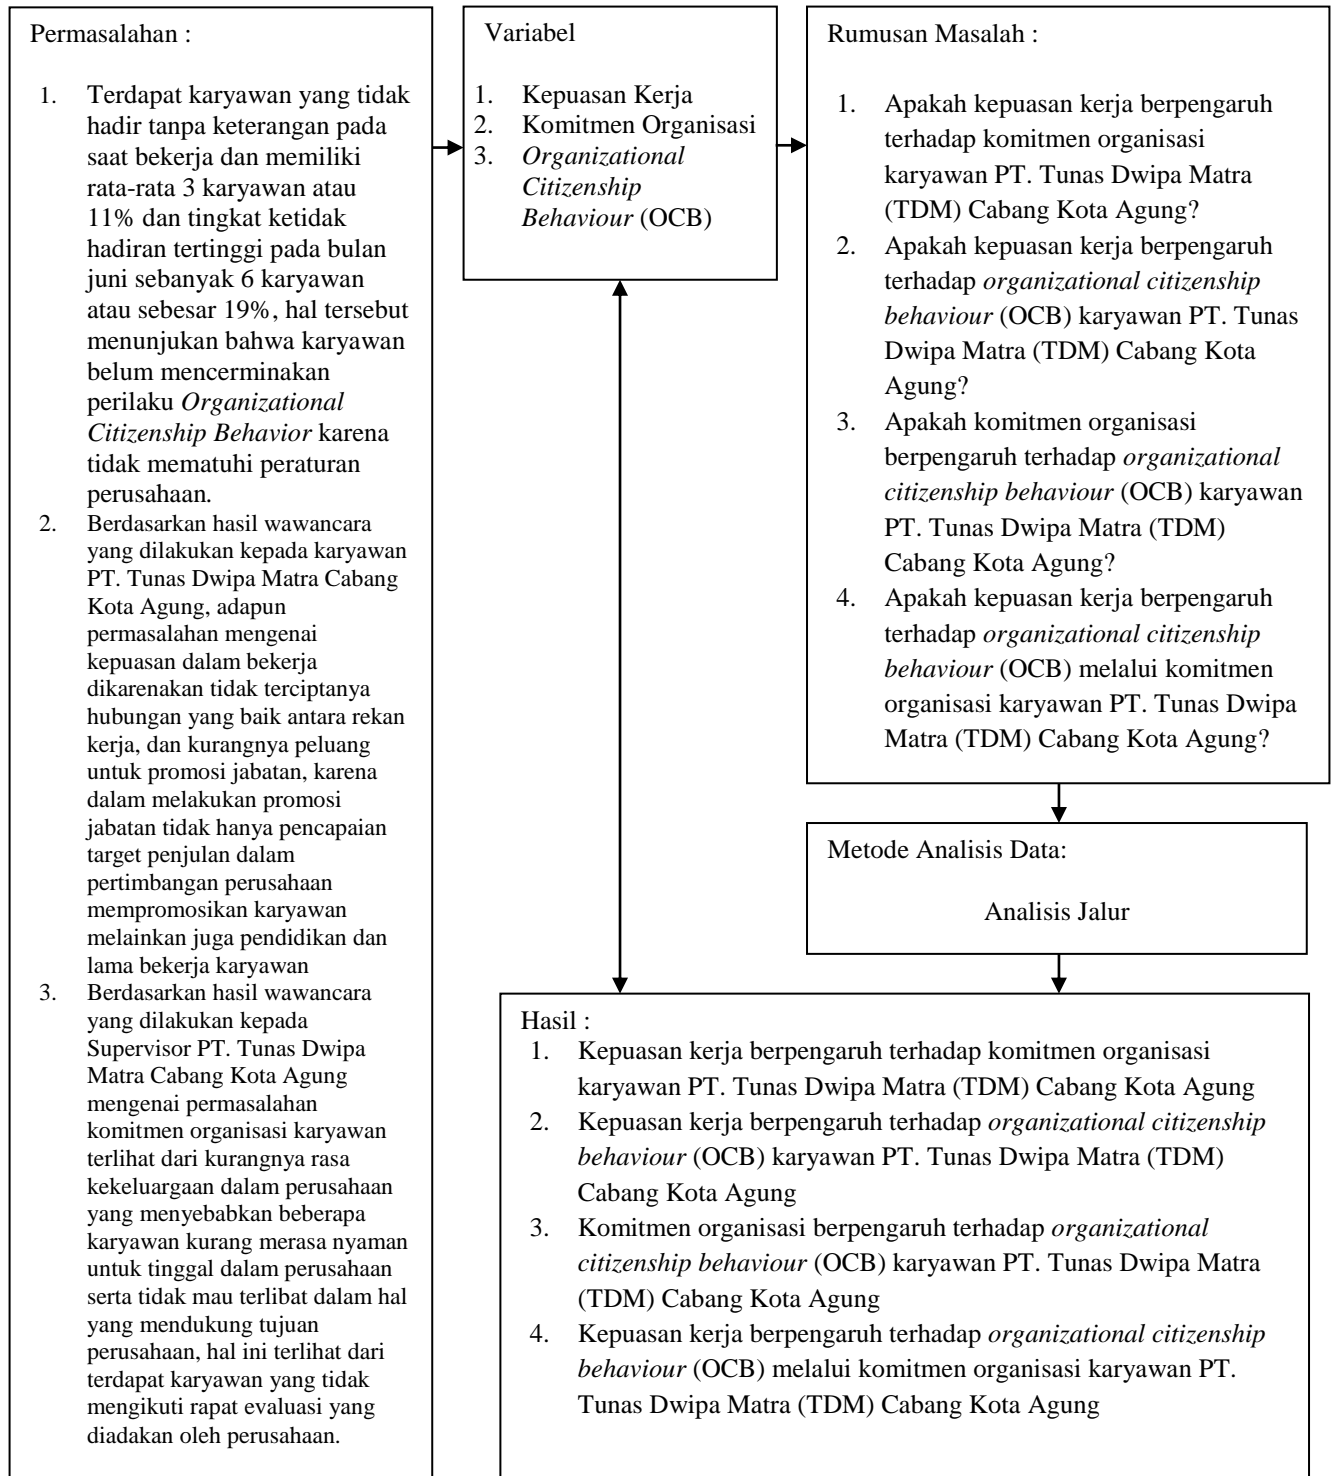 Permasalahan :
1. Terdapat karyawan yang tidak
hadir tanpa keterangan pada
saat bekerja dan memiliki
rata-rata 3 karyawan atau
11% dan tingkat ketidak
hadiran tertinggi pada bulan
juni sebanyak 6 karyawan
atau sebesar 19%, hal tersebut
menunjukan bahwa karyawan
belum mencerminakan
perilaku Organizational
Citizenship Behavior karena
tidak mematuhi peraturan
perusahaan.
2. Berdasarkan hasil wawancara
yang dilakukan kepada karyawan
PT. Tunas Dwipa Matra Cabang
Kota Agung, adapun
permasalahan mengenai
kepuasan dalam bekerja
dikarenakan tidak terciptanya
hubungan yang baik antara rekan
kerja, dan kurangnya peluang
untuk promosi jabatan, karena
dalam melakukan promosi
jabatan tidak hanya pencapaian
target penjulan dalam
pertimbangan perusahaan
mempromosikan karyawan
melainkan juga pendidikan dan
lama bekerja karyawan
3. Berdasarkan hasil wawancara
yang dilakukan kepada
Supervisor PT. Tunas Dwipa
Matra Cabang Kota Agung
mengenai permasalahan
komitmen organisasi karyawan
terlihat dari kurangnya rasa
kekeluargaan dalam perusahaan
yang menyebabkan beberapa
karyawan kurang merasa nyaman
untuk tinggal dalam perusahaan
serta tidak mau terlibat dalam hal
yang mendukung tujuan
perusahaan, hal ini terlihat dari
terdapat karyawan yang tidak
mengikuti rapat evaluasi yang
diadakan oleh perusahaan.
Variabel
1. Kepuasan Kerja
2. Komitmen Organisasi
3. Organizational
Citizenship
Behaviour (OCB)
Rumusan Masalah :
1. Apakah kepuasan kerja berpengaruh
terhadap komitmen organisasi
karyawan PT. Tunas Dwipa Matra
(TDM) Cabang Kota Agung?
2. Apakah kepuasan kerja berpengaruh
terhadap organizational citizenship
behaviour (OCB) karyawan PT. Tunas
Dwipa Matra (TDM) Cabang Kota
Agung?
3. Apakah komitmen organisasi
berpengaruh terhadap organizational
citizenship behaviour (OCB) karyawan
PT. Tunas Dwipa Matra (TDM)
Cabang Kota Agung?
4. Apakah kepuasan kerja berpengaruh
terhadap organizational citizenship
behaviour (OCB) melalui komitmen
organisasi karyawan PT. Tunas Dwipa
Matra (TDM) Cabang Kota Agung?
Metode Analisis Data:
Analisis Jalur
Hasil :
1. Kepuasan kerja berpengaruh terhadap komitmen organisasi
karyawan PT. Tunas Dwipa Matra (TDM) Cabang Kota Agung
2. Kepuasan kerja berpengaruh terhadap organizational citizenship
behaviour (OCB) karyawan PT. Tunas Dwipa Matra (TDM)
Cabang Kota Agung
3. Komitmen organisasi berpengaruh terhadap organizational
citizenship behaviour (OCB) karyawan PT. Tunas Dwipa Matra
(TDM) Cabang Kota Agung
4. Kepuasan kerja berpengaruh terhadap organizational citizenship
behaviour (OCB) melalui komitmen organisasi karyawan PT.
Tunas Dwipa Matra (TDM) Cabang Kota Agung